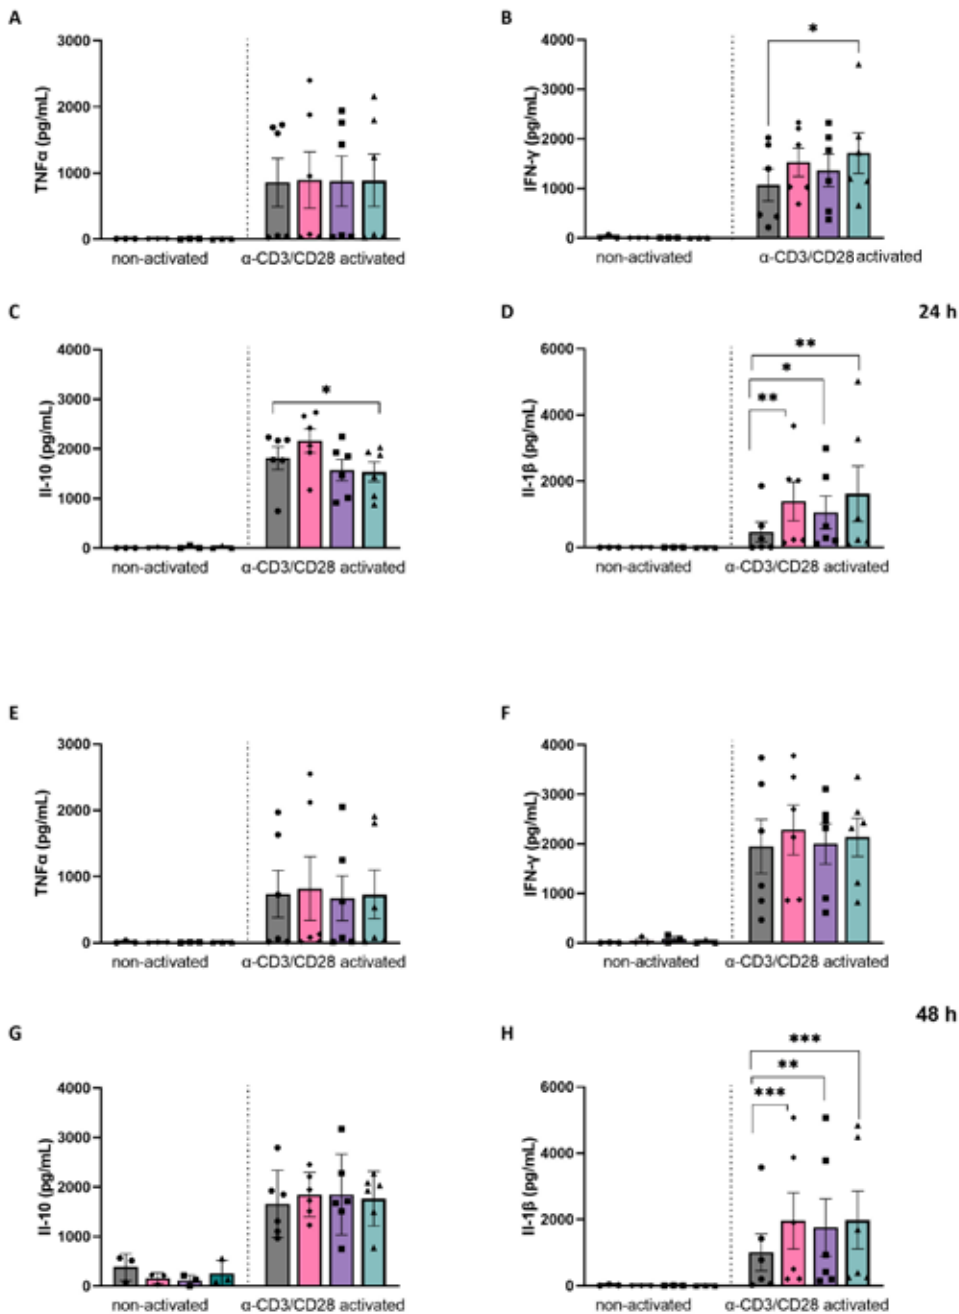 A
TNFα (pg/mL)
3000
2000
1000
0
non-activated
α-CD3/CD28 activated
B
IFN-γ (pg/mL)
4000
3000
2000
1000
0
*
non-activated
α-CD3/CD28 activated
C
Il-10 (pg/mL)
4000
3000
2000
1000
0
*
non-activated
α-CD3/CD28 activated
D
24 h
Il-1β (pg/mL)
6000
4000
2000
0
**
*
**
non-activated
α-CD3/CD28 activated
E
TNFα (pg/mL)
3000
2000
1000
0
non-activated
α-CD3/CD28 activated
F
IFN-γ (pg/mL)
4000
3000
2000
1000
0
non-activated
α-CD3/CD28 activated
48 h
G
Il-10 (pg/mL)
4000
3000
2000
1000
0
non-activated
α-CD3/CD28 activated
H
Il-1β (pg/mL)
6000
4000
2000
0
***
**
***
non-activated
α-CD3/CD28 activated